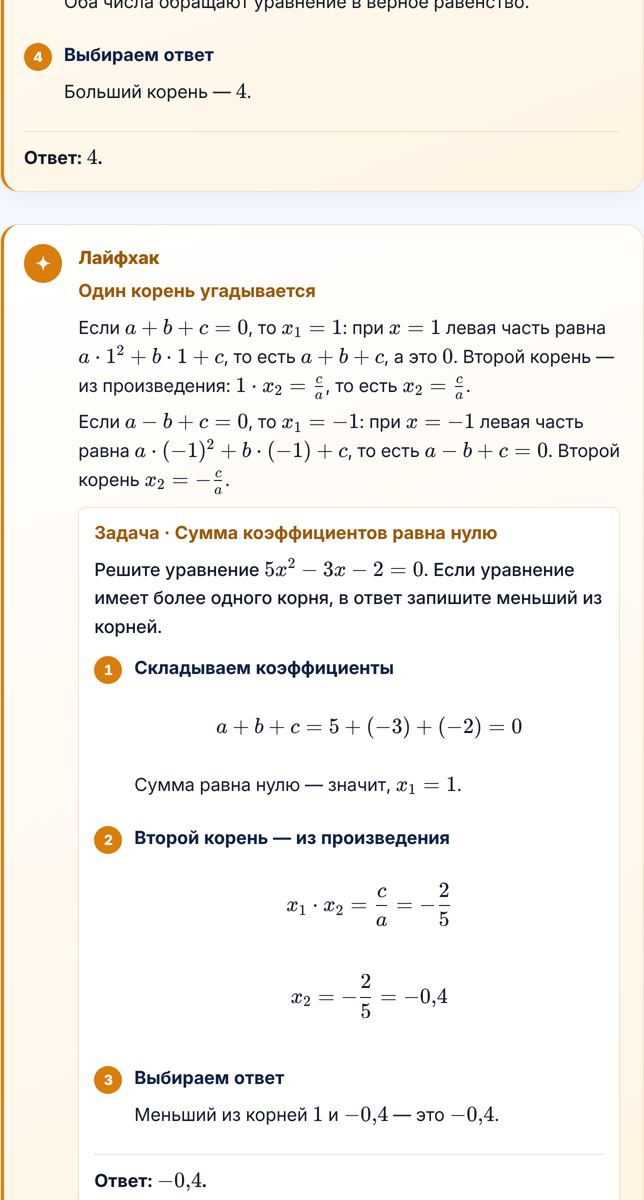 Оба числа обращают уравнение в верное равенство.
4 Выбираем ответ
Больший корень — 4.
Ответ: 4.
✦ Лайфхак
Один корень угадывается
Если a + b + c = 0, то x₁ = 1: при x = 1 левая часть равна
a · 1² + b · 1 + c, то есть a + b + c, а это 0. Второй корень —
из произведения: 1 · x₂ = c/a, то есть x₂ = c/a.
Если a − b + c = 0, то x₁ = −1: при x = −1 левая часть
равна a · (−1)² + b · (−1) + c, то есть a − b + c = 0. Второй
корень x₂ = −c/a.
Задача · Сумма коэффициентов равна нулю
Решите уравнение 5x² − 3x − 2 = 0. Если уравнение
имеет более одного корня, в ответ запишите меньший из
корней.
1 Складываем коэффициенты
a + b + c = 5 + (−3) + (−2) = 0
Сумма равна нулю — значит, x₁ = 1.
2 Второй корень — из произведения
x₁ · x₂ = c/a = −2/5
x₂ = −2/5 = −0,4
3 Выбираем ответ
Меньший из корней 1 и −0,4 — это −0,4.
Ответ: −0,4.